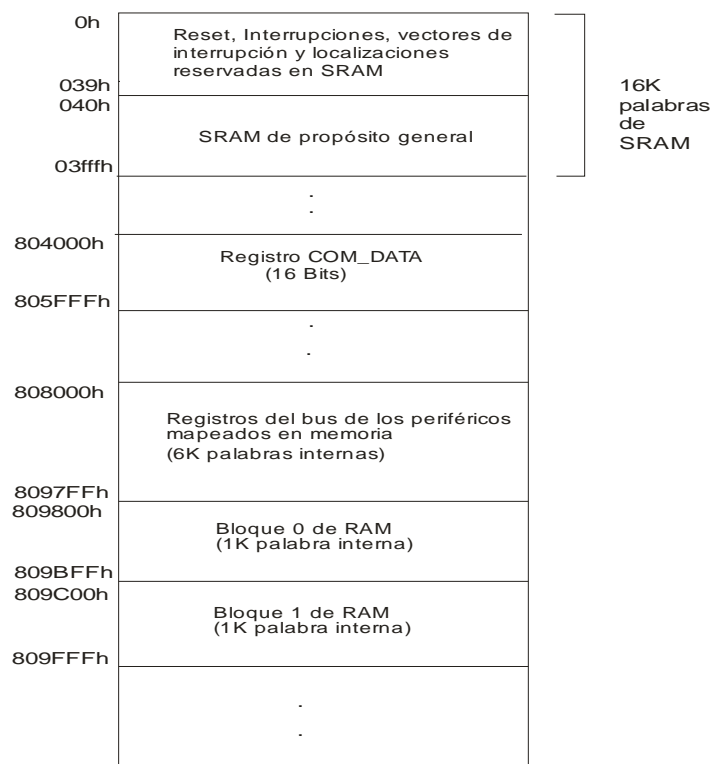 0h
Reset, Interrupciones, vectores de
interrupción y localizaciones
reservadas en SRAM
039h
040h
16K
palabras
de
SRAM
SRAM de propósito general
03fffh
804000h
Registro COM_DATA
(16 Bits)
805FFFh
808000h
Registros del bus de los periféricos
mapeados en memoria
(6K palabras internas)
8097FFh
809800h
Bloque 0 de RAM
(1K palabra interna)
809BFFh
809C00h
Bloque 1 de RAM
(1K palabra interna)
809FFFh